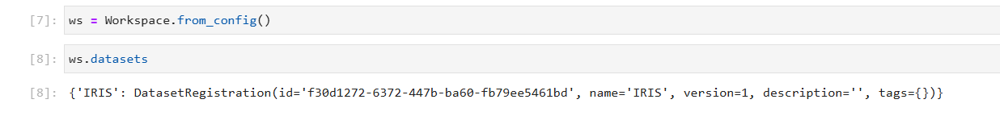 [7]: ws = Workspace.from_config()
[8]: ws.datasets
[8]: {'IRIS': DatasetRegistration(id='f30d1272-6372-447b-ba60-fb79ee5461bd', name='IRIS', version=1, description='', tags={})}